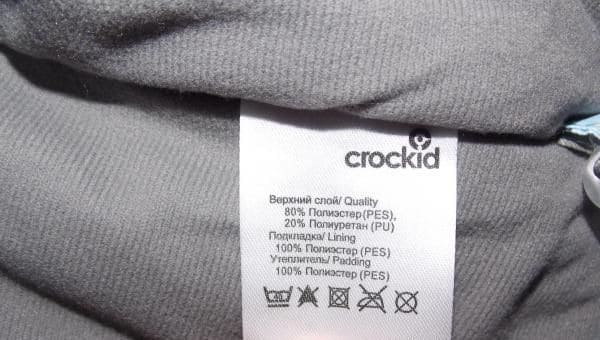 crockid
Верхний слой/ Quality
80% Полиэстер (PES),
20% Полиуретан (PU)
Подкладка/ Lining
100% Полиэстер (PES)
Утеплитель/ Padding
100% Полиэстер (PES)
40